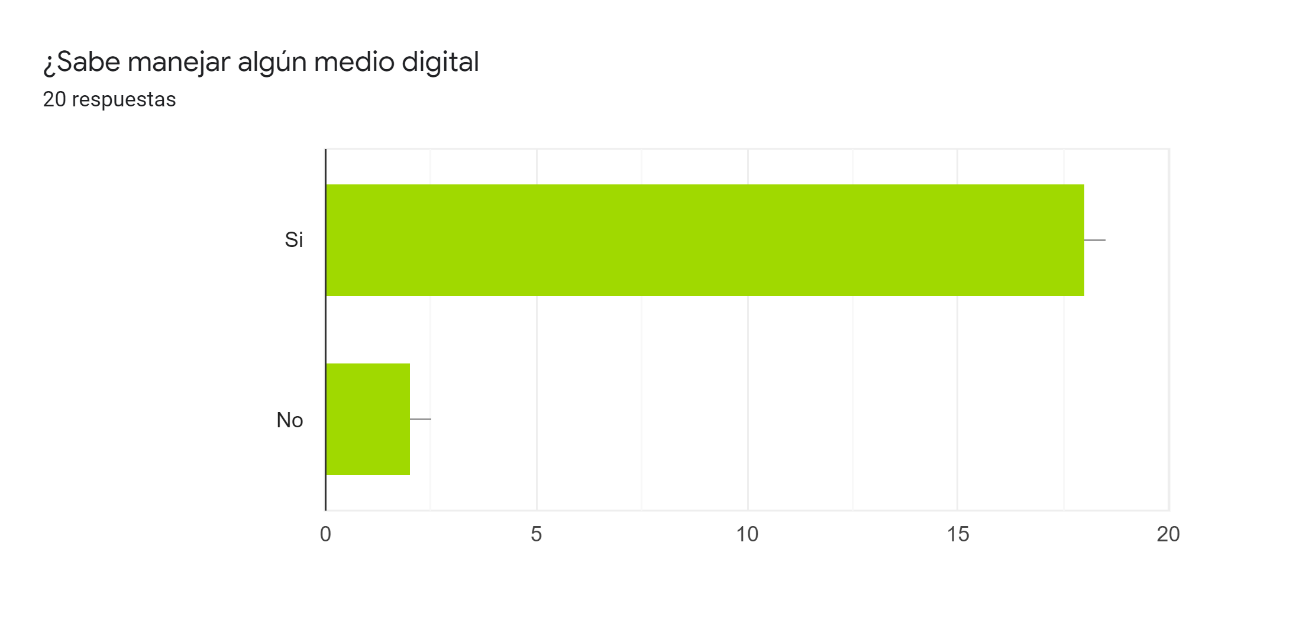 ¿Sabe manejar algún medio digital
20 respuestas
Si
No
0 5 10 15 20